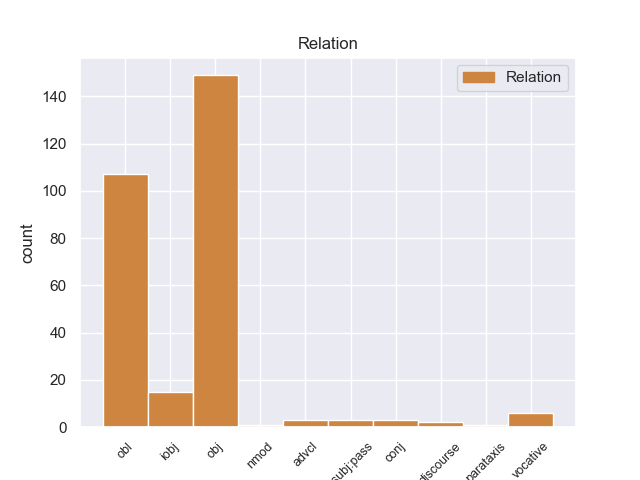 Relation
Relation
count
140
120
100
80
60
40
20
0
obl
iobj
obj
nmod
advcl
subj:pass
conj
discourse
parataxis
vocative